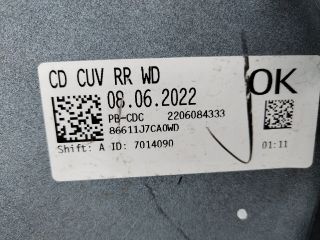 CD CUV RR WD
08.06.2022
OK
PB-CDC 2206084333
86611J7CA0WD
Shift: A ID: 7014090
01:11